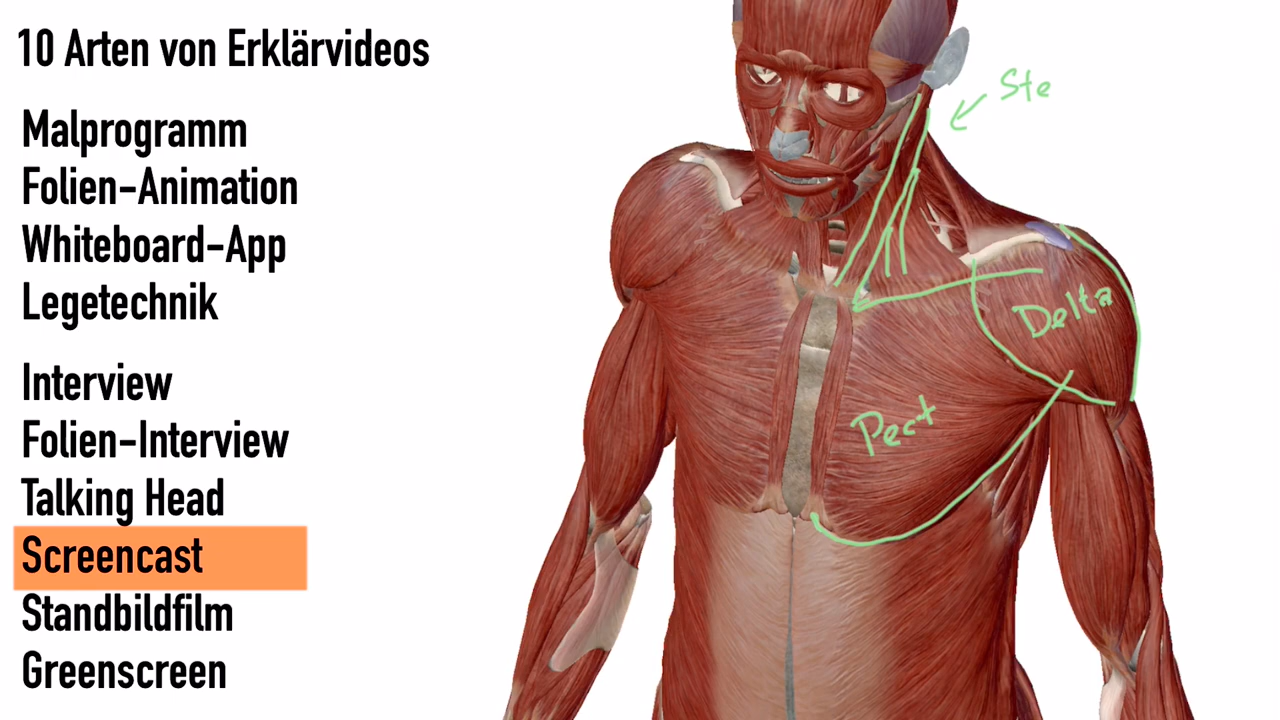 10 Arten von Erklärvideos
Malprogramm
Folien-Animation
Whiteboard-App
Legetechnik
Interview
Folien-Interview
Talking Head
Screencast
Standbildfilm
Greenscreen
Ste
Delta
Pect